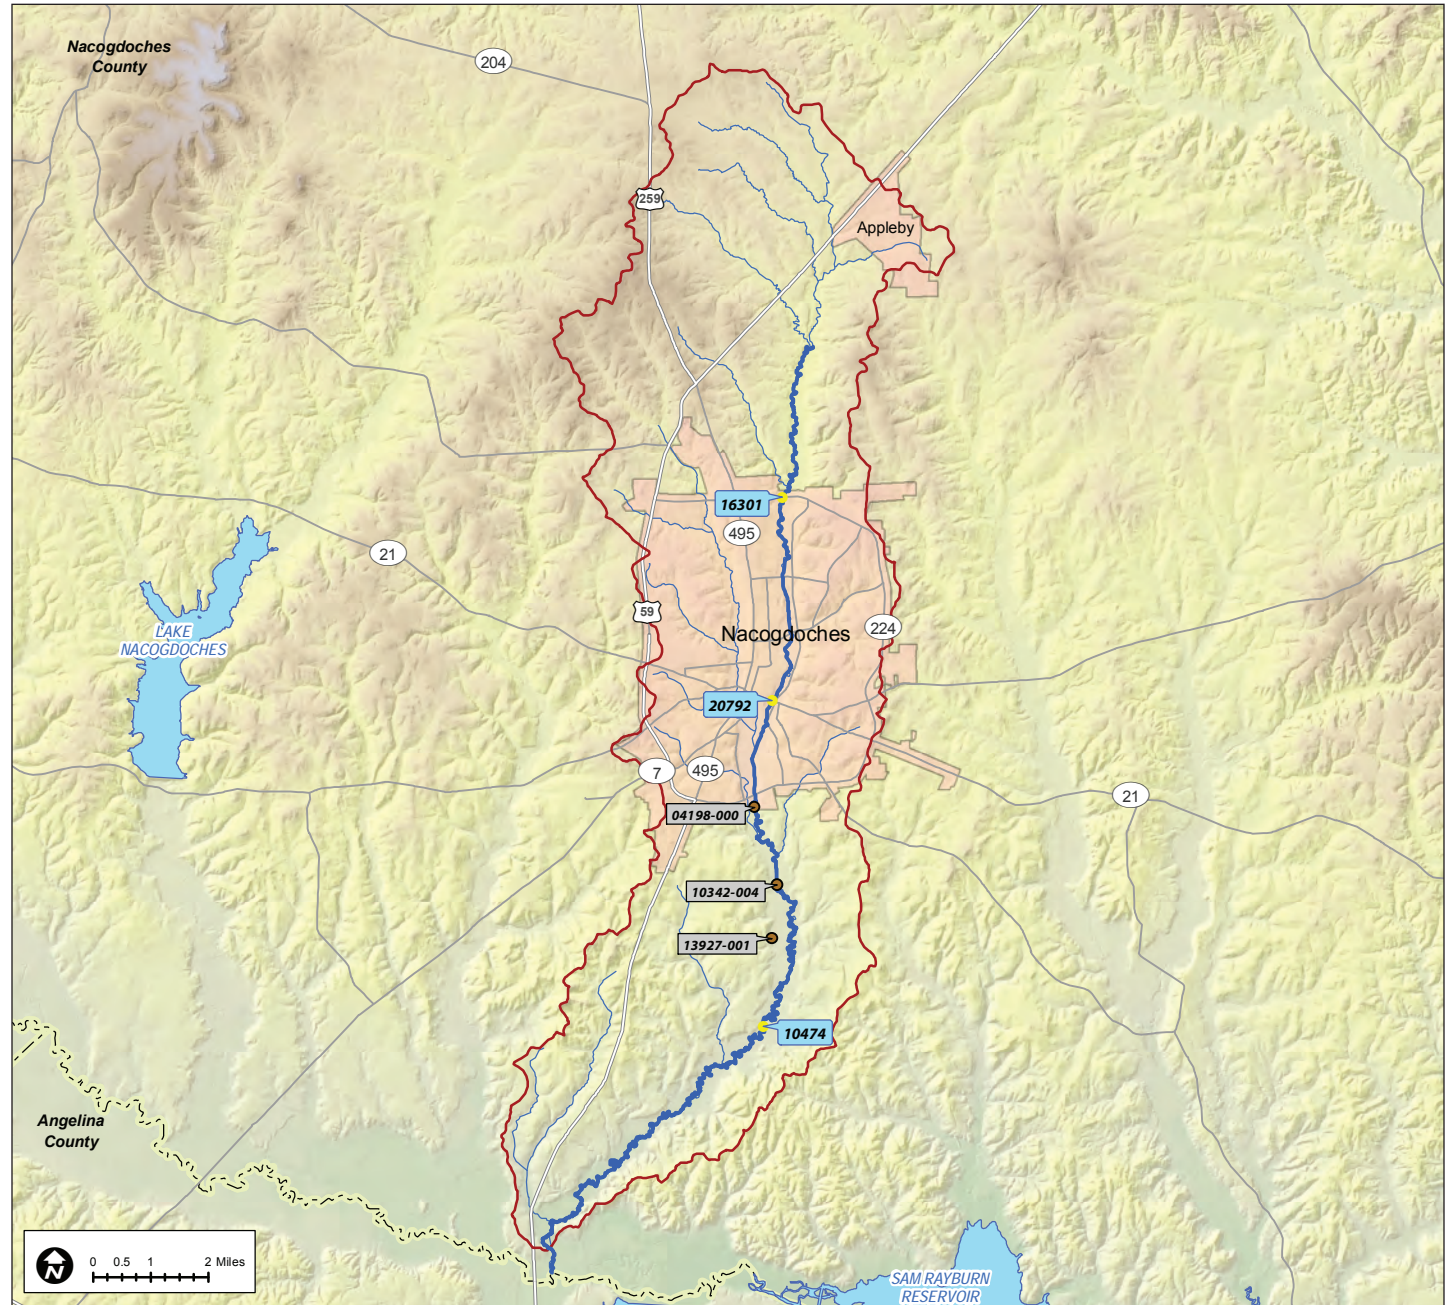 Nacogdoches
County
204
259
Appleby
16301
495
21
59
LAKE
NACOGDOCHES
Nacogdoches
224
20792
7
495
21
04198-000
10342-004
13927-001
10474
Angelina
County
N
0 0.5 1 2 Miles
SAM RAYBURN
RESERVOIR